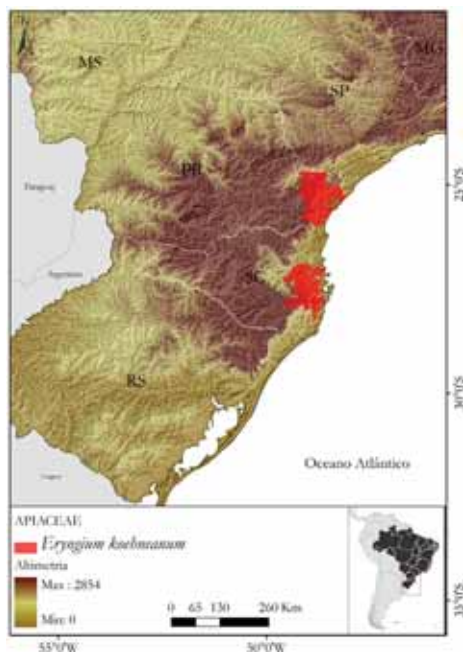 MS
MG
SP
PR
Paraguai
25°0'S
Argentina
SC
RS
30°0'S
Oceano Atlântico
APIACEAE
Eryngium koehneanum
Altimetria
Max : 2854
Min: 0
0 65 130 260 Km
35°0'S
55°0'W 50°0'W